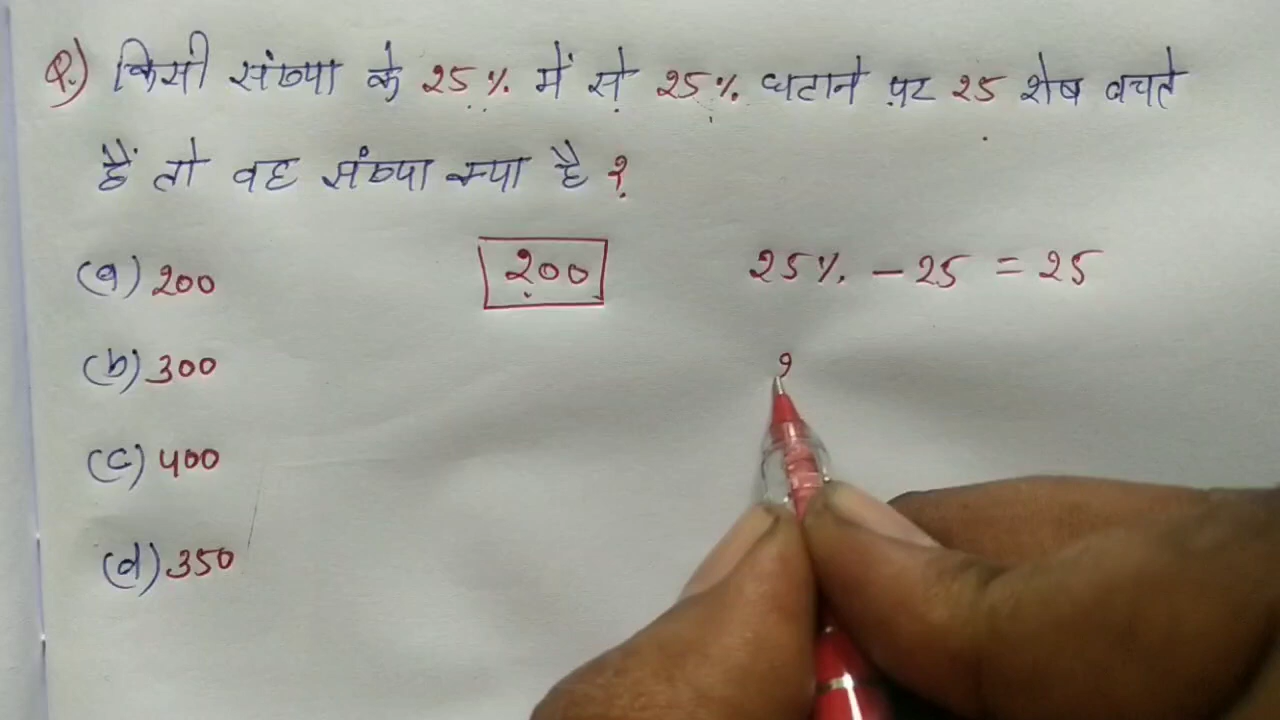 Q.) किसी संख्या के 25% में से 25% घटाने पर 25 शेष बचते
हैं तो वह संख्या क्या है ?
(a) 200
200
25% - 25 = 25
(b) 300
(c) 400
(d) 350